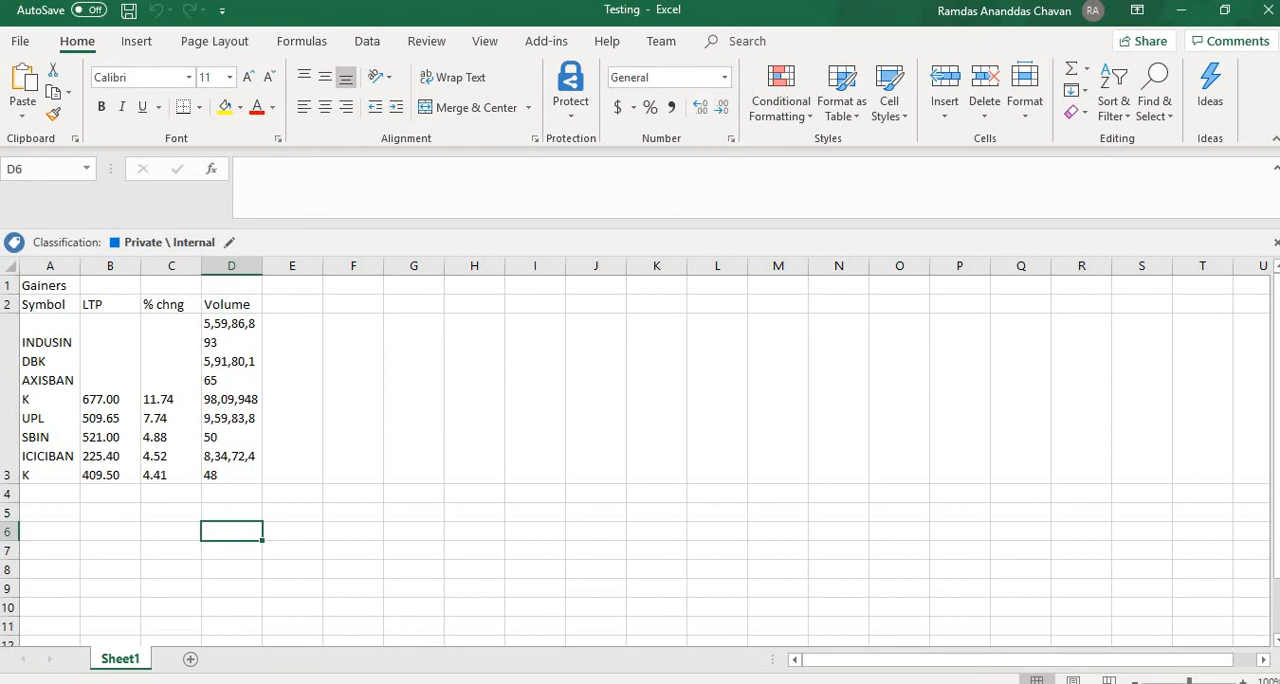 AutoSave Off Testing - Excel Ramdas Ananddas Chavan RA
File Home Insert Page Layout Formulas Data Review View Add-ins Help Team Search Share Comments
Calibri 11 Wrap Text General
Paste B I U A Merge & Center Protect $ % Conditional Formatting Format as Table Cell Styles Insert Delete Format Sort & Filter Find & Select Ideas
Clipboard Font Alignment Protection Number Styles Cells Editing Ideas
D6 fx
Classification: Private \ Internal
A B C D E F G H I J K L M N O P Q R S T U
1 Gainers
2 Symbol LTP % chng Volume
5,59,86,8
INDUSIN 93
DBK 5,91,80,1
AXISBAN 65
K 677.00 11.74 98,09,948
UPL 509.65 7.74 9,59,83,8
SBIN 521.00 4.88 50
ICICIBAN 225.40 4.52 8,34,72,4
3 K 409.50 4.41 48
4
5
6
7
8
9
10
11
12
Sheet1
100%